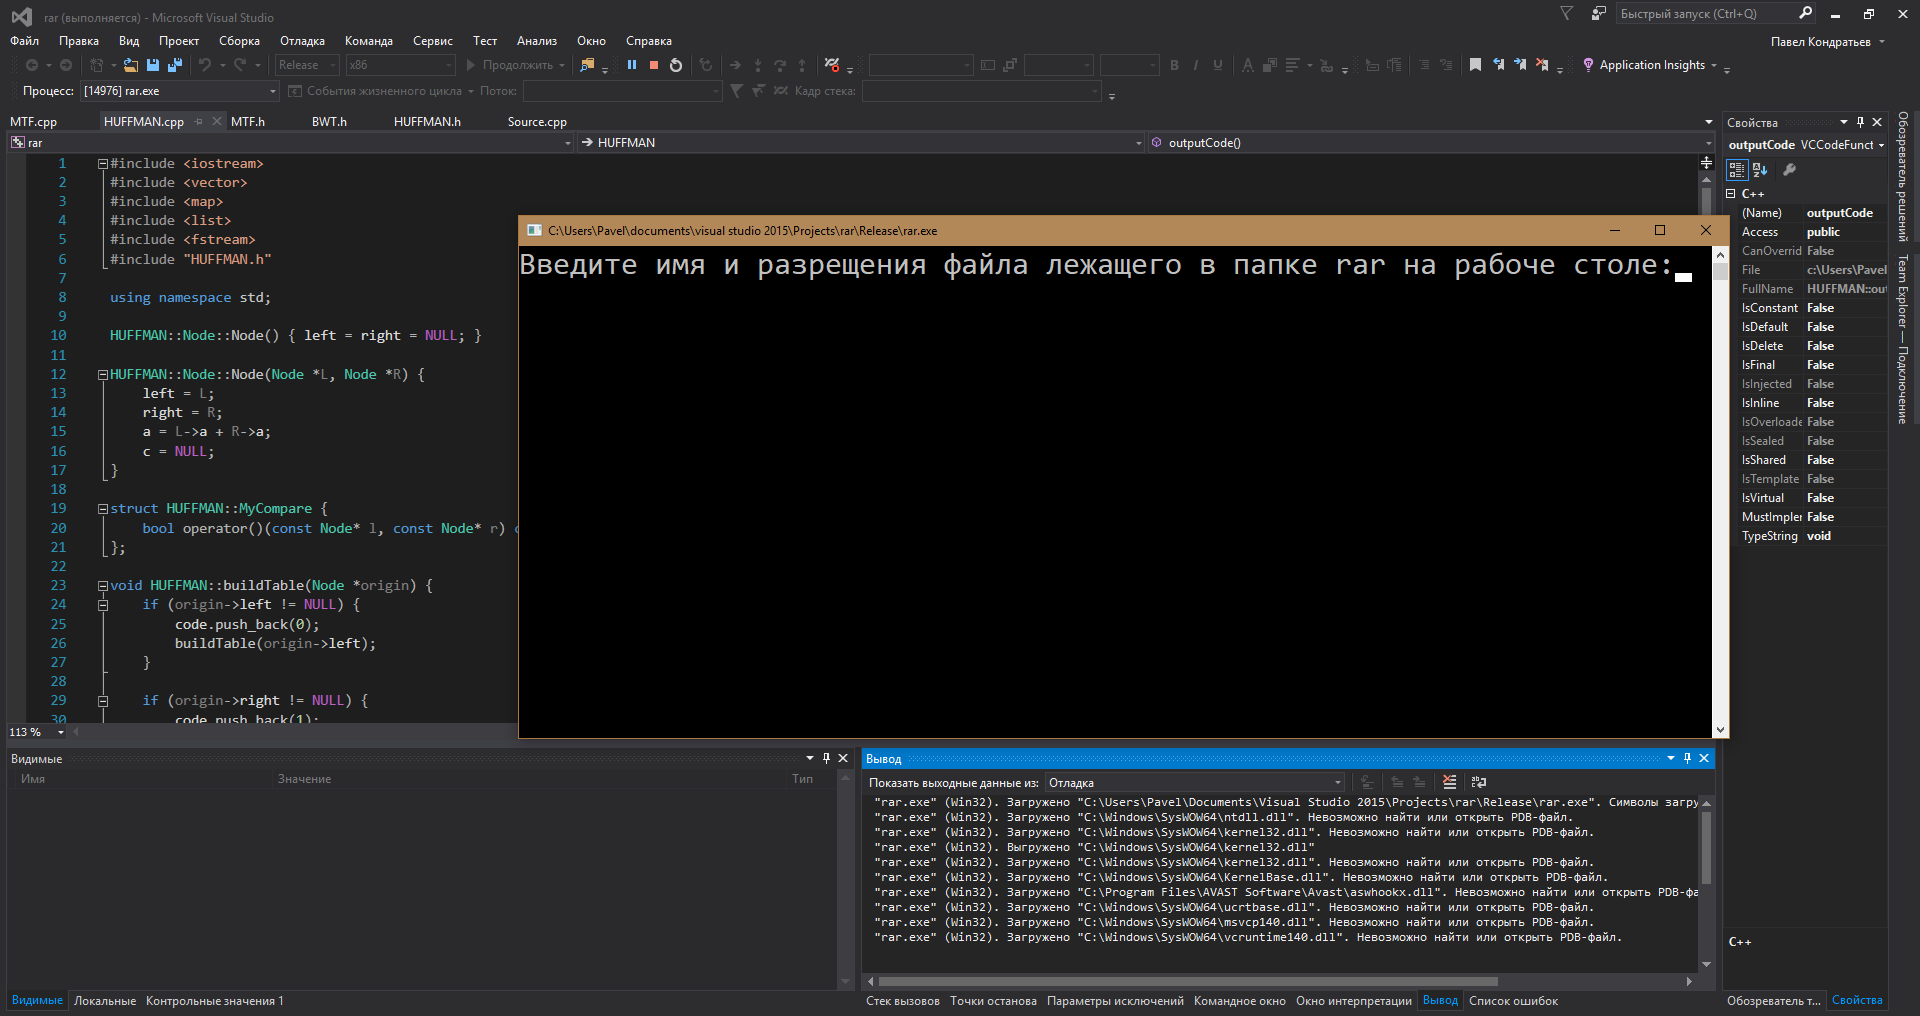 rar (выполняется) - Microsoft Visual Studio
Быстрый запуск (Ctrl+Q)
Файл Правка Вид Проект Сборка Отладка Команда Сервис Тест Анализ Окно Справка
Павел Кондратьев
Release x86 Продолжить Application Insights
Процесс: [14976] rar.exe События жизненного цикла Поток: Кадр стека:
MTF.cpp HUFFMAN.cpp MTF.h BWT.h HUFFMAN.h Source.cpp
rar HUFFMAN outputCode()
1 #include <iostream>
2 #include <vector>
3 #include <map>
4 #include <list>
5 #include <fstream>
6 #include "HUFFMAN.h"
7
8 using namespace std;
9
10 HUFFMAN::Node::Node() { left = right = NULL; }
11
12 HUFFMAN::Node::Node(Node *L, Node *R) {
13 left = L;
14 right = R;
15 a = L->a + R->a;
16 c = NULL;
17 }
18
19 struct HUFFMAN::MyCompare {
20 bool operator()(const Node* l, const Node* r)
21 };
22
23 void HUFFMAN::buildTable(Node *origin) {
24 if (origin->left != NULL) {
25 code.push_back(0);
26 buildTable(origin->left);
27 }
28
29 if (origin->right != NULL) {
30 code.push_back(1);
113 %
C:\Users\Pavel\documents\visual studio 2015\Projects\rar\Release\rar.exe
Введите имя и разрещения файла лежащего в папке rar на рабоче столе:
Свойства
outputCode VCCodeFunct
C++
(Name) outputCode
Access public
CanOverrid False
File c:\Users\Pavel
FullName HUFFMAN::ou
IsConstant False
IsDefault False
IsDelete False
IsFinal False
IsInjected False
IsInline False
IsOverloade False
IsSealed False
IsShared False
IsTemplate False
IsVirtual False
MustImpler False
TypeString void
C++
Обозреватель т... Свойства
Обозреватель решений
Team Explorer — Подключение
Видимые
Имя Значение Тип
Видимые Локальные Контрольные значения 1
Вывод
Показать выходные данные из: Отладка
"rar.exe" (Win32). Загружено "C:\Users\Pavel\Documents\Visual Studio 2015\Projects\rar\Release\rar.exe". Символы загру
"rar.exe" (Win32). Загружено "C:\Windows\SysWOW64\ntdll.dll". Невозможно найти или открыть PDB-файл.
"rar.exe" (Win32). Загружено "C:\Windows\SysWOW64\kernel32.dll". Невозможно найти или открыть PDB-файл.
"rar.exe" (Win32). Выгружено "C:\Windows\SysWOW64\kernel32.dll"
"rar.exe" (Win32). Загружено "C:\Windows\SysWOW64\kernel32.dll". Невозможно найти или открыть PDB-файл.
"rar.exe" (Win32). Загружено "C:\Windows\SysWOW64\KernelBase.dll". Невозможно найти или открыть PDB-файл.
"rar.exe" (Win32). Загружено "C:\Program Files\AVAST Software\Avast\aswhookx.dll". Невозможно найти или открыть PDB-фа
"rar.exe" (Win32). Загружено "C:\Windows\SysWOW64\ucrtbase.dll". Невозможно найти или открыть PDB-файл.
"rar.exe" (Win32). Загружено "C:\Windows\SysWOW64\msvcp140.dll". Невозможно найти или открыть PDB-файл.
"rar.exe" (Win32). Загружено "C:\Windows\SysWOW64\vcruntime140.dll". Невозможно найти или открыть PDB-файл.
Стек вызовов Точки останова Параметры исключений Командное окно Окно интерпретации Вывод Список ошибок